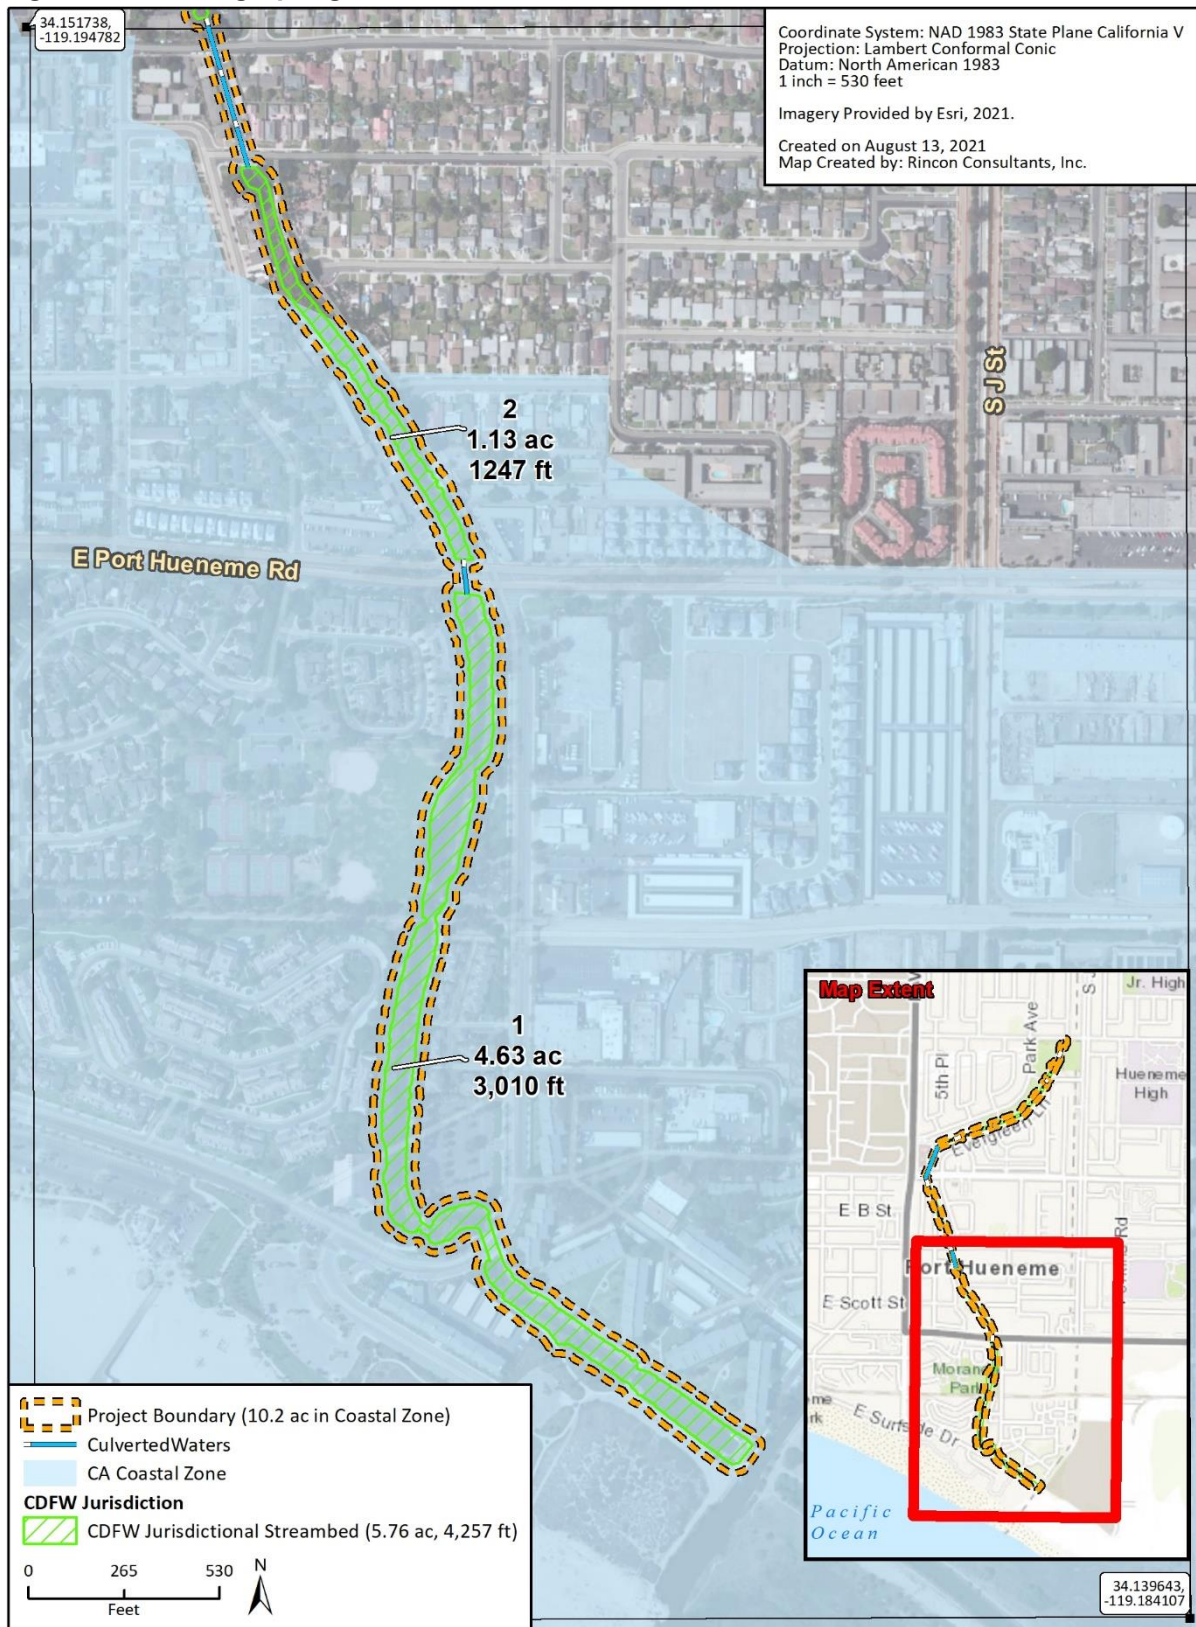 34.151738,
-119.194782
Coordinate System: NAD 1983 State Plane California V
Projection: Lambert Conformal Conic
Datum: North American 1983
1 inch = 530 feet
Imagery Provided by Esri, 2021.
Created on August 13, 2021
Map Created by: Rincon Consultants, Inc.
S J St
2
1.13 ac
1247 ft
E Port Hueneme Rd
1
4.63 ac
3,010 ft
Map Extent
S J
Jr. High
Park Ave
5th Pl
Hueneme
High
Evergreen Ln
E B St
Port Hueneme
Rd
E Scott St
Park
E Surfside Dr
Pacific
Ocean
Project Boundary (10.2 ac in Coastal Zone)
CulvertedWaters
CA Coastal Zone
CDFW Jurisdiction
CDFW Jurisdictional Streambed (5.76 ac, 4,257 ft)
0 265 530
Feet
N
34.139643,
-119.184107